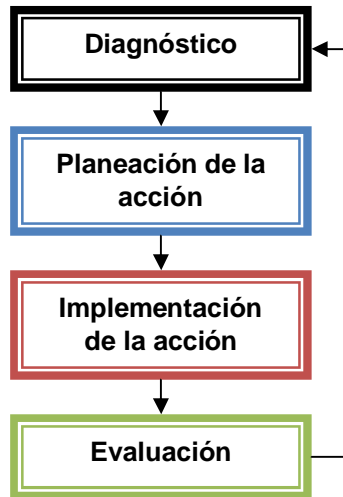 Diagnóstico
Planeación de la
acción
Implementación
de la acción
Evaluación